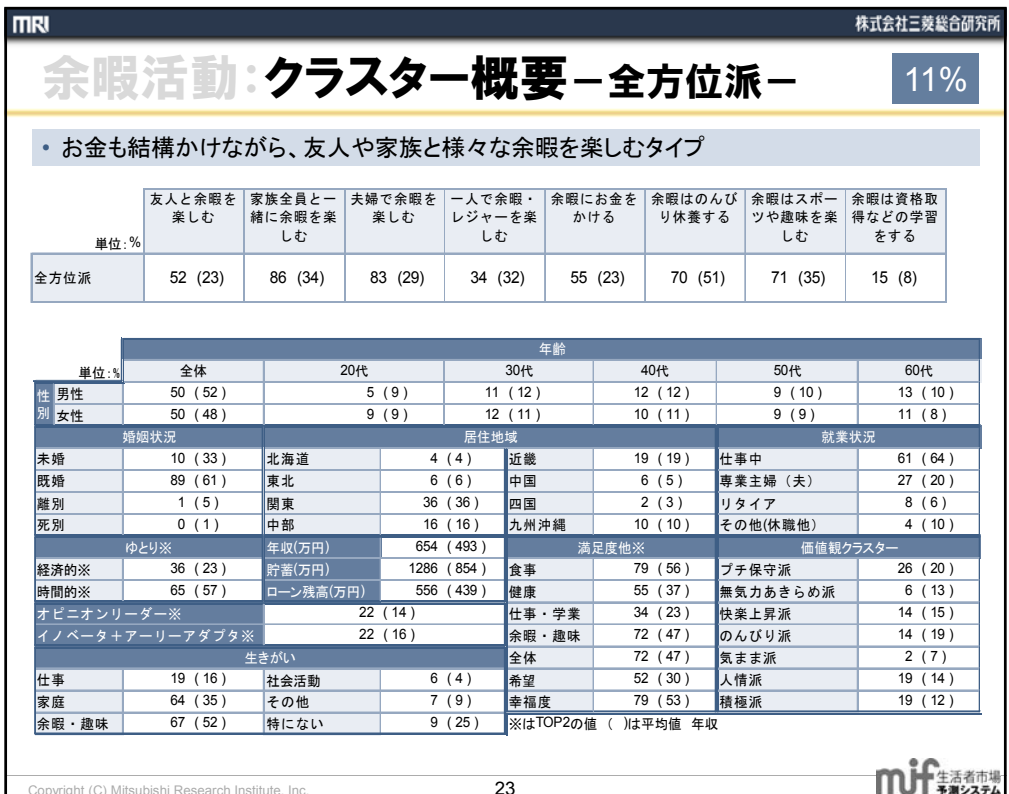 MRI 株式会社三菱総合研究所
余暇活動：クラスター概要－全方位派－ 11%
• お金も結構かけながら、友人や家族と様々な余暇を楽しむタイプ
単位：% 友人と余暇を楽しむ 家族全員と一緒に余暇を楽しむ 夫婦で余暇を楽しむ 一人で余暇・レジャーを楽しむ 余暇にお金をかける 余暇はのんびり休養する 余暇はスポーツや趣味を楽しむ 余暇は資格取得などの学習をする
全方位派 52 (23) 86 (34) 83 (29) 34 (32) 55 (23) 70 (51) 71 (35) 15 (8)
年齢
単位：% 全体 20代 30代 40代 50代 60代
性別 男性 50 ( 52 ) 5 ( 9 ) 11 ( 12 ) 12 ( 12 ) 9 ( 10 ) 13 ( 10 )
女性 50 ( 48 ) 9 ( 9 ) 12 ( 11 ) 10 ( 11 ) 9 ( 9 ) 11 ( 8 )
婚姻状況 居住地域 就業状況
未婚 10 ( 33 ) 北海道 4 ( 4 ) 近畿 19 ( 19 ) 仕事中 61 ( 64 )
既婚 89 ( 61 ) 東北 6 ( 6 ) 中国 6 ( 5 ) 専業主婦（夫） 27 ( 20 )
離別 1 ( 5 ) 関東 36 ( 36 ) 四国 2 ( 3 ) リタイア 8 ( 6 )
死別 0 ( 1 ) 中部 16 ( 16 ) 九州沖縄 10 ( 10 ) その他(休職他) 4 ( 10 )
ゆとり※ 年収(万円) 654 ( 493 ) 満足度他※ 価値観クラスター
経済的※ 36 ( 23 ) 貯蓄(万円) 1286 ( 854 ) 食事 79 ( 56 ) プチ保守派 26 ( 20 )
時間的※ 65 ( 57 ) ローン残高(万円) 556 ( 439 ) 健康 55 ( 37 ) 無気力あきらめ派 6 ( 13 )
オピニオンリーダー※ 22 ( 14 ) 仕事・学業 34 ( 23 ) 快楽上昇派 14 ( 15 )
イノベータ＋アーリーアダプタ※ 22 ( 16 ) 余暇・趣味 72 ( 47 ) のんびり派 14 ( 19 )
生きがい 全体 72 ( 47 ) 気まま派 2 ( 7 )
仕事 19 ( 16 ) 社会活動 6 ( 4 ) 希望 52 ( 30 ) 人情派 19 ( 14 )
家庭 64 ( 35 ) その他 7 ( 9 ) 幸福度 79 ( 53 ) 積極派 19 ( 12 )
余暇・趣味 67 ( 52 ) 特にない 9 ( 25 ) ※はTOP2の値 （ )は平均値 年収
Copyright (C) Mitsubishi Research Institute, Inc. 23 mif 生活者市場
予測システム